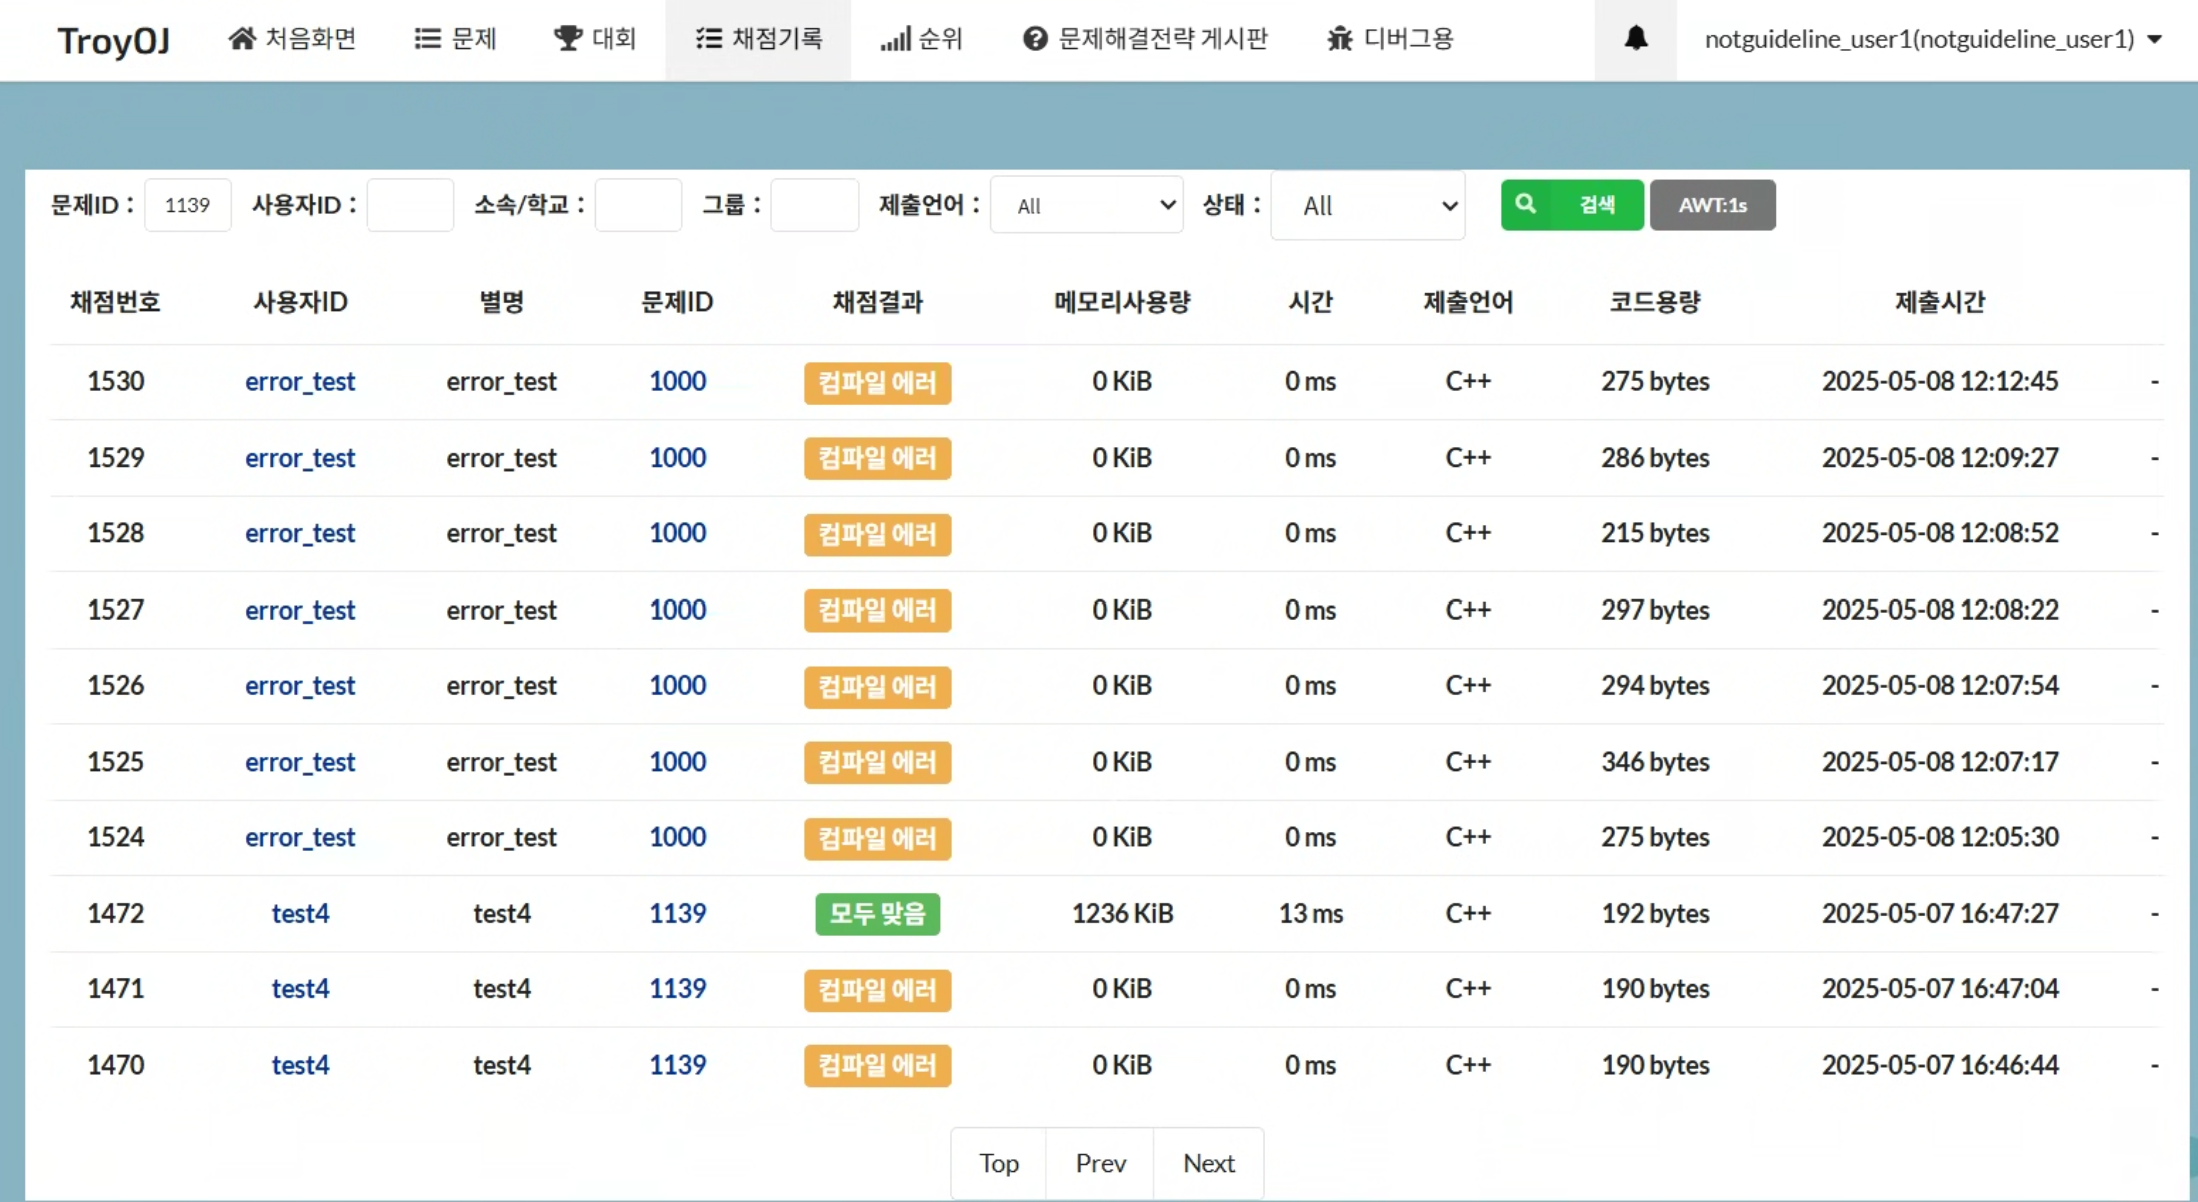 TroyOJ 처음화면 문제 대회 채점기록 순위 문제해결전략 게시판 디버그용 notguideline_user1(notguideline_user1)
문제ID : 1139 사용자ID : 소속/학교 : 그룹 : 제출언어 : All 상태 : All 검색 AWT:1s
채점번호 사용자ID 별명 문제ID 채점결과 메모리사용량 시간 제출언어 코드용량 제출시간
1530 error_test error_test 1000 컴파일 에러 0 KiB 0 ms C++ 275 bytes 2025-05-08 12:12:45 -
1529 error_test error_test 1000 컴파일 에러 0 KiB 0 ms C++ 286 bytes 2025-05-08 12:09:27 -
1528 error_test error_test 1000 컴파일 에러 0 KiB 0 ms C++ 215 bytes 2025-05-08 12:08:52 -
1527 error_test error_test 1000 컴파일 에러 0 KiB 0 ms C++ 297 bytes 2025-05-08 12:08:22 -
1526 error_test error_test 1000 컴파일 에러 0 KiB 0 ms C++ 294 bytes 2025-05-08 12:07:54 -
1525 error_test error_test 1000 컴파일 에러 0 KiB 0 ms C++ 346 bytes 2025-05-08 12:07:17 -
1524 error_test error_test 1000 컴파일 에러 0 KiB 0 ms C++ 275 bytes 2025-05-08 12:05:30 -
1472 test4 test4 1139 모두 맞음 1236 KiB 13 ms C++ 192 bytes 2025-05-07 16:47:27 -
1471 test4 test4 1139 컴파일 에러 0 KiB 0 ms C++ 190 bytes 2025-05-07 16:47:04 -
1470 test4 test4 1139 컴파일 에러 0 KiB 0 ms C++ 190 bytes 2025-05-07 16:46:44 -
Top Prev Next